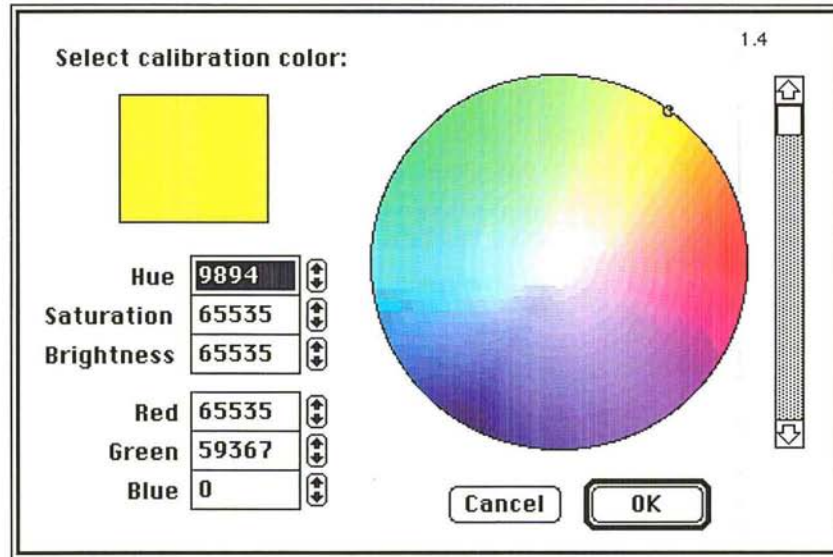 1.4
Select calibration color:
Hue 9894
Saturation 65535
Brightness 65535
Red 65535
Green 59367
Blue 0
Cancel OK